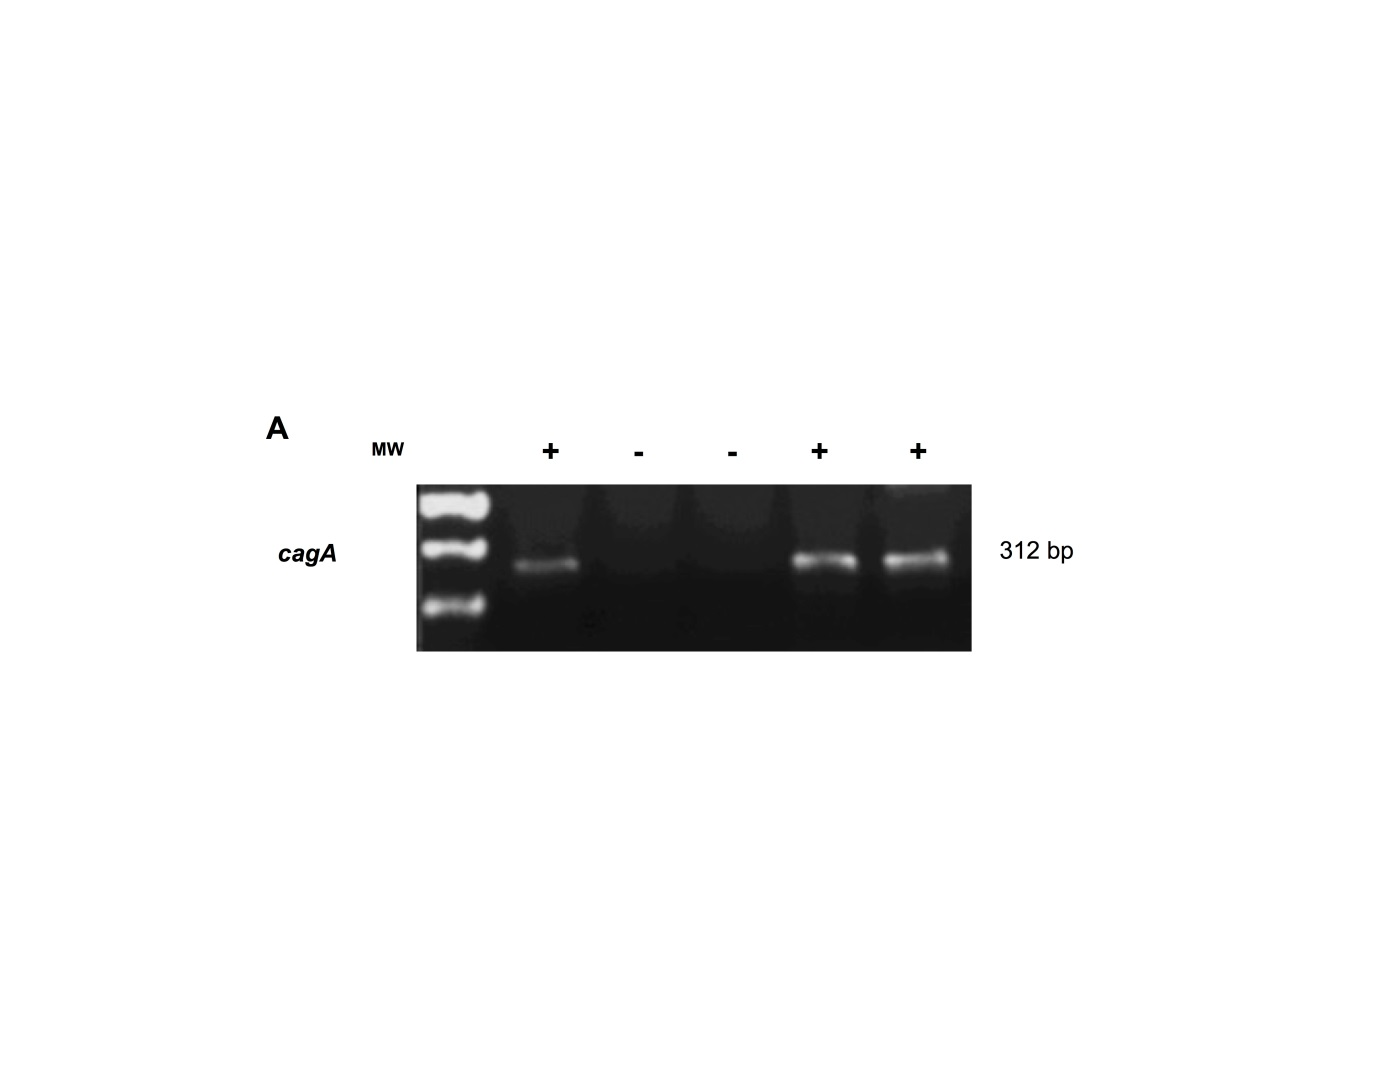 A
MW + - - + +
cagA 312 bp